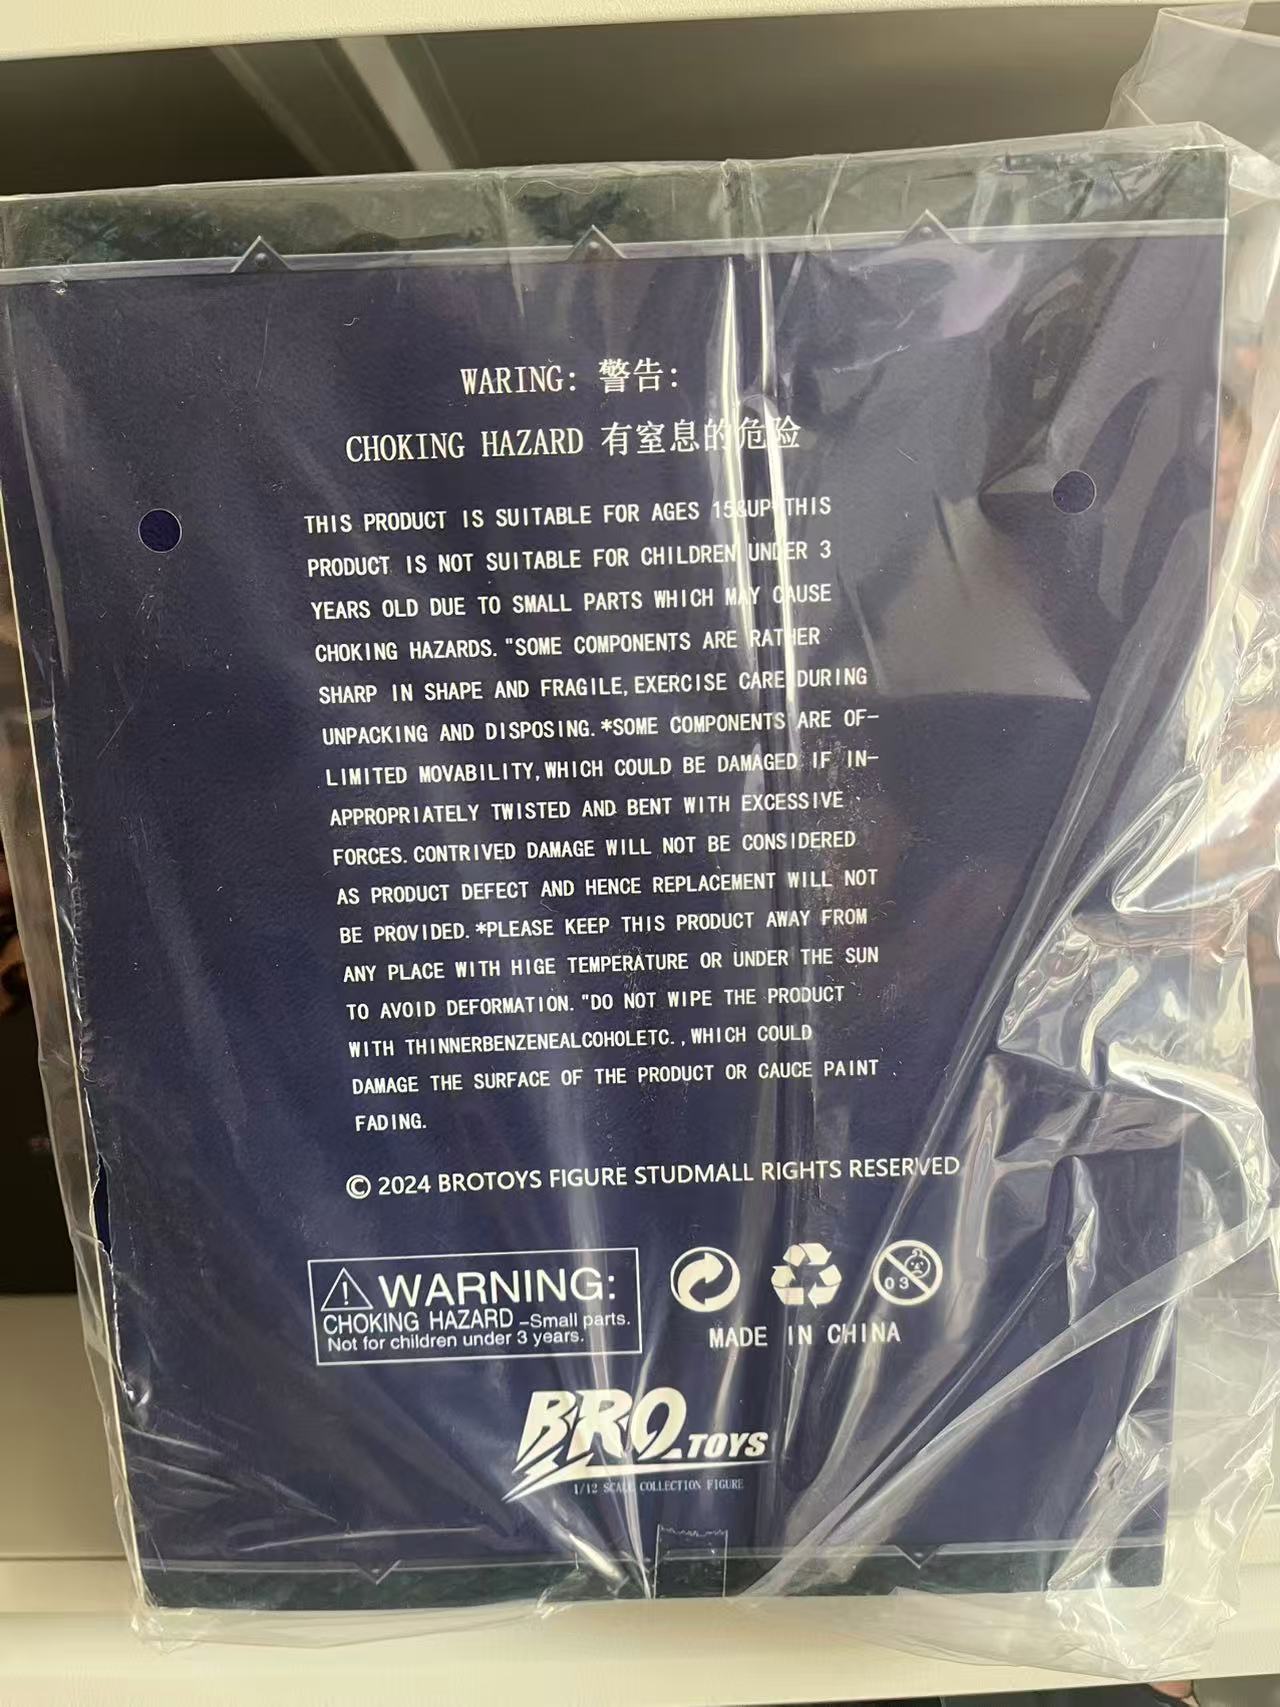 WARING: 警告:
CHOKING HAZARD 有窒息的危险
THIS PRODUCT IS SUITABLE FOR AGES 15&UP* THIS
PRODUCT IS NOT SUITABLE FOR CHILDREN UNDER 3
YEARS OLD DUE TO SMALL PARTS WHICH MAY CAUSE
CHOKING HAZARDS. "SOME COMPONENTS ARE RATHER
SHARP IN SHAPE AND FRAGILE, EXERCISE CARE DURING
UNPACKING AND DISPOSING. *SOME COMPONENTS ARE OF-
LIMITED MOVABILITY, WHICH COULD BE DAMAGED IF IN-
APPROPRIATELY TWISTED AND BENT WITH EXCESSIVE
FORCES. CONTRIVED DAMAGE WILL NOT BE CONSIDERED
AS PRODUCT DEFECT AND HENCE REPLACEMENT WILL NOT
BE PROVIDED. *PLEASE KEEP THIS PRODUCT AWAY FROM
ANY PLACE WITH HIGE TEMPERATURE OR UNDER THE SUN
TO AVOID DEFORMATION. "DO NOT WIPE THE PRODUCT
WITH THINNERBENZENEALCOHOLETC. , WHICH COULD
DAMAGE THE SURFACE OF THE PRODUCT OR CAUCE PAINT
FADING.
© 2024 BROTOYS FIGURE STUDMALL RIGHTS RESERVED
WARNING:
CHOKING HAZARD -Small parts.
Not for children under 3 years.
03
MADE IN CHINA
BRO.TOYS
1/12 SCALE COLLECTION FIGURE